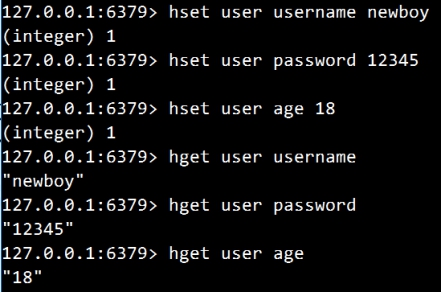 127.0.0.1:6379> hset user username newboy
(integer) 1
127.0.0.1:6379> hset user password 12345
(integer) 1
127.0.0.1:6379> hset user age 18
(integer) 1
127.0.0.1:6379> hget user username
"newboy"
127.0.0.1:6379> hget user password
"12345"
127.0.0.1:6379> hget user age
"18"